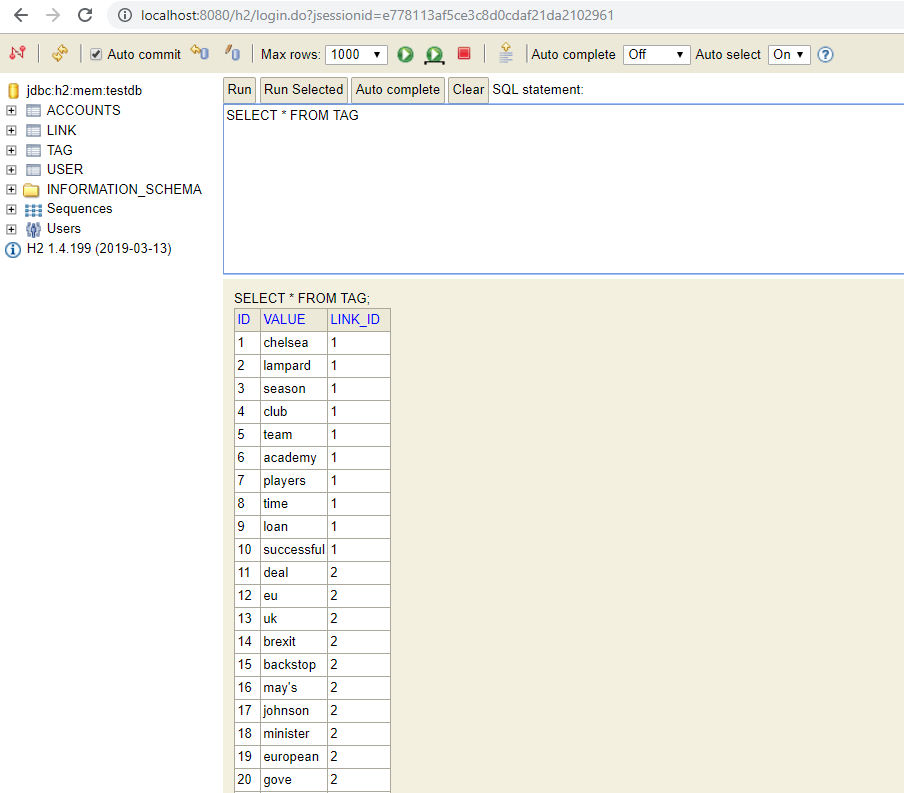 localhost:8080/h2/login.do?jsessionid=e778113af5ce3c8d0cdaf21da2102961
Auto commit Max rows: 1000 Auto complete Off Auto select On ?
jdbc:h2:mem:testdb
ACCOUNTS
LINK
TAG
USER
INFORMATION_SCHEMA
Sequences
Users
H2 1.4.199 (2019-03-13)
Run Run Selected Auto complete Clear SQL statement:
SELECT * FROM TAG
SELECT * FROM TAG;
ID VALUE LINK_ID
1 chelsea 1
2 lampard 1
3 season 1
4 club 1
5 team 1
6 academy 1
7 players 1
8 time 1
9 loan 1
10 successful 1
11 deal 2
12 eu 2
13 uk 2
14 brexit 2
15 backstop 2
16 may's 2
17 johnson 2
18 minister 2
19 european 2
20 gove 2